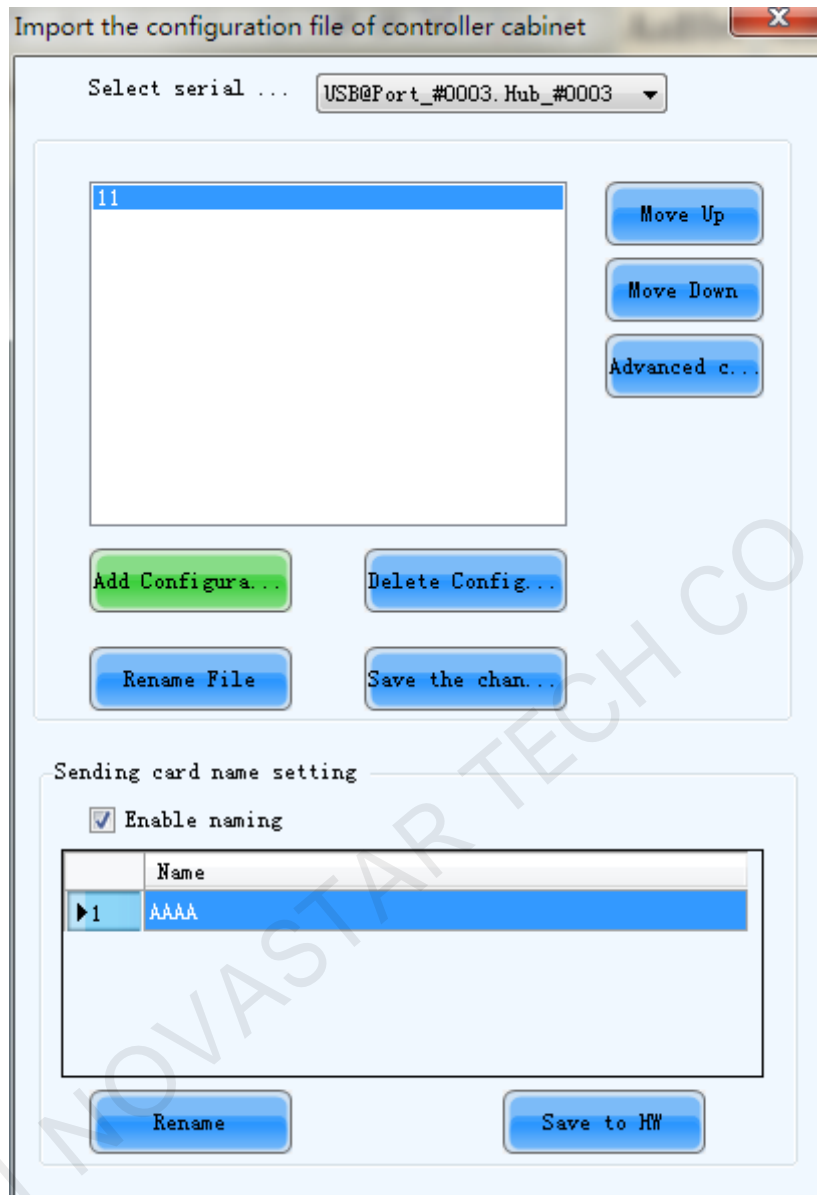 Import the configuration file of controller cabinet
Select serial ...
USB@Port_#0003.Hub_#0003
11
Move Up
Move Down
Advanced c...
Add Configura...
Delete Config...
Rename File
Save the chan...
Sending card name setting
Enable naming
Name
1 AAAA
Rename
Save to HW
NOVASTAR TECH CO